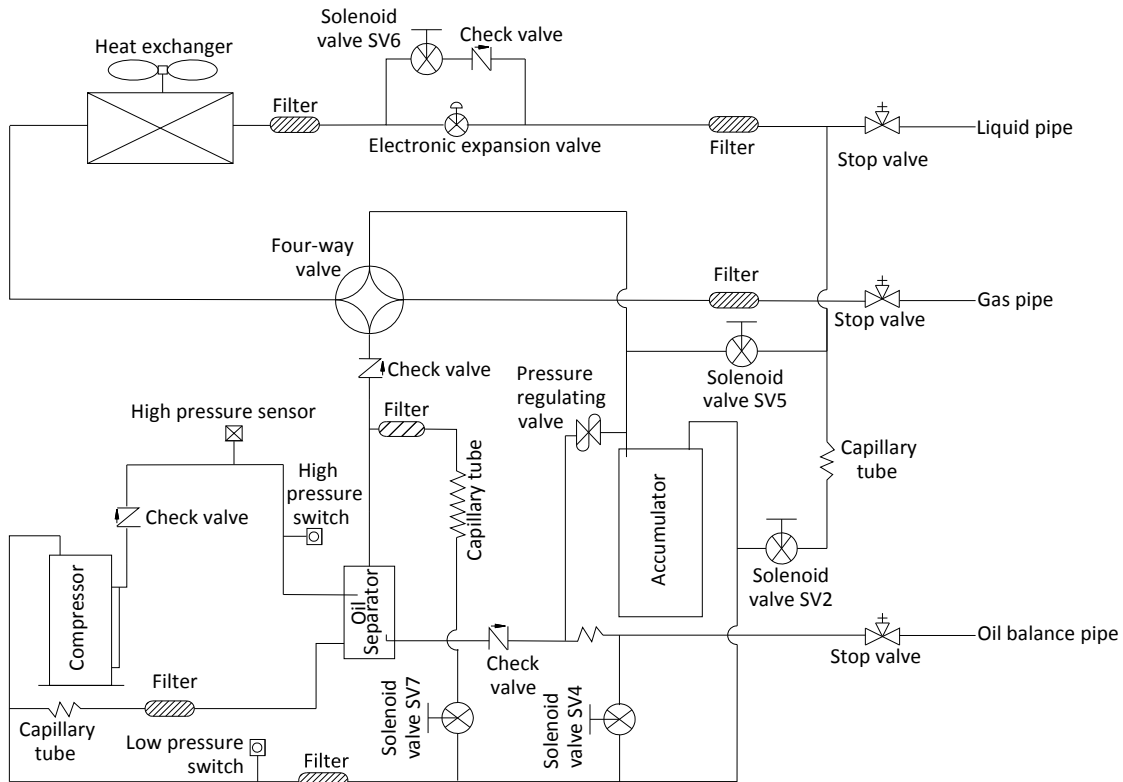 Solenoid
valve SV6
Check valve
Heat exchanger
Filter
Electronic expansion valve
Filter
Liquid pipe
Stop valve
Four-way
valve
Filter
Gas pipe
Stop valve
Check valve
Pressure
regulating
valve
Solenoid
valve SV5
High pressure sensor
Filter
High
pressure
switch
Capillary
tube
Check valve
Capillary tube
Accumulator
Compressor
Oil
Separator
Solenoid
valve SV2
Oil balance pipe
Stop valve
Check
valve
Filter
Solenoid
valve SV7
Solenoid
valve SV4
Capillary
tube
Low pressure
switch
Filter